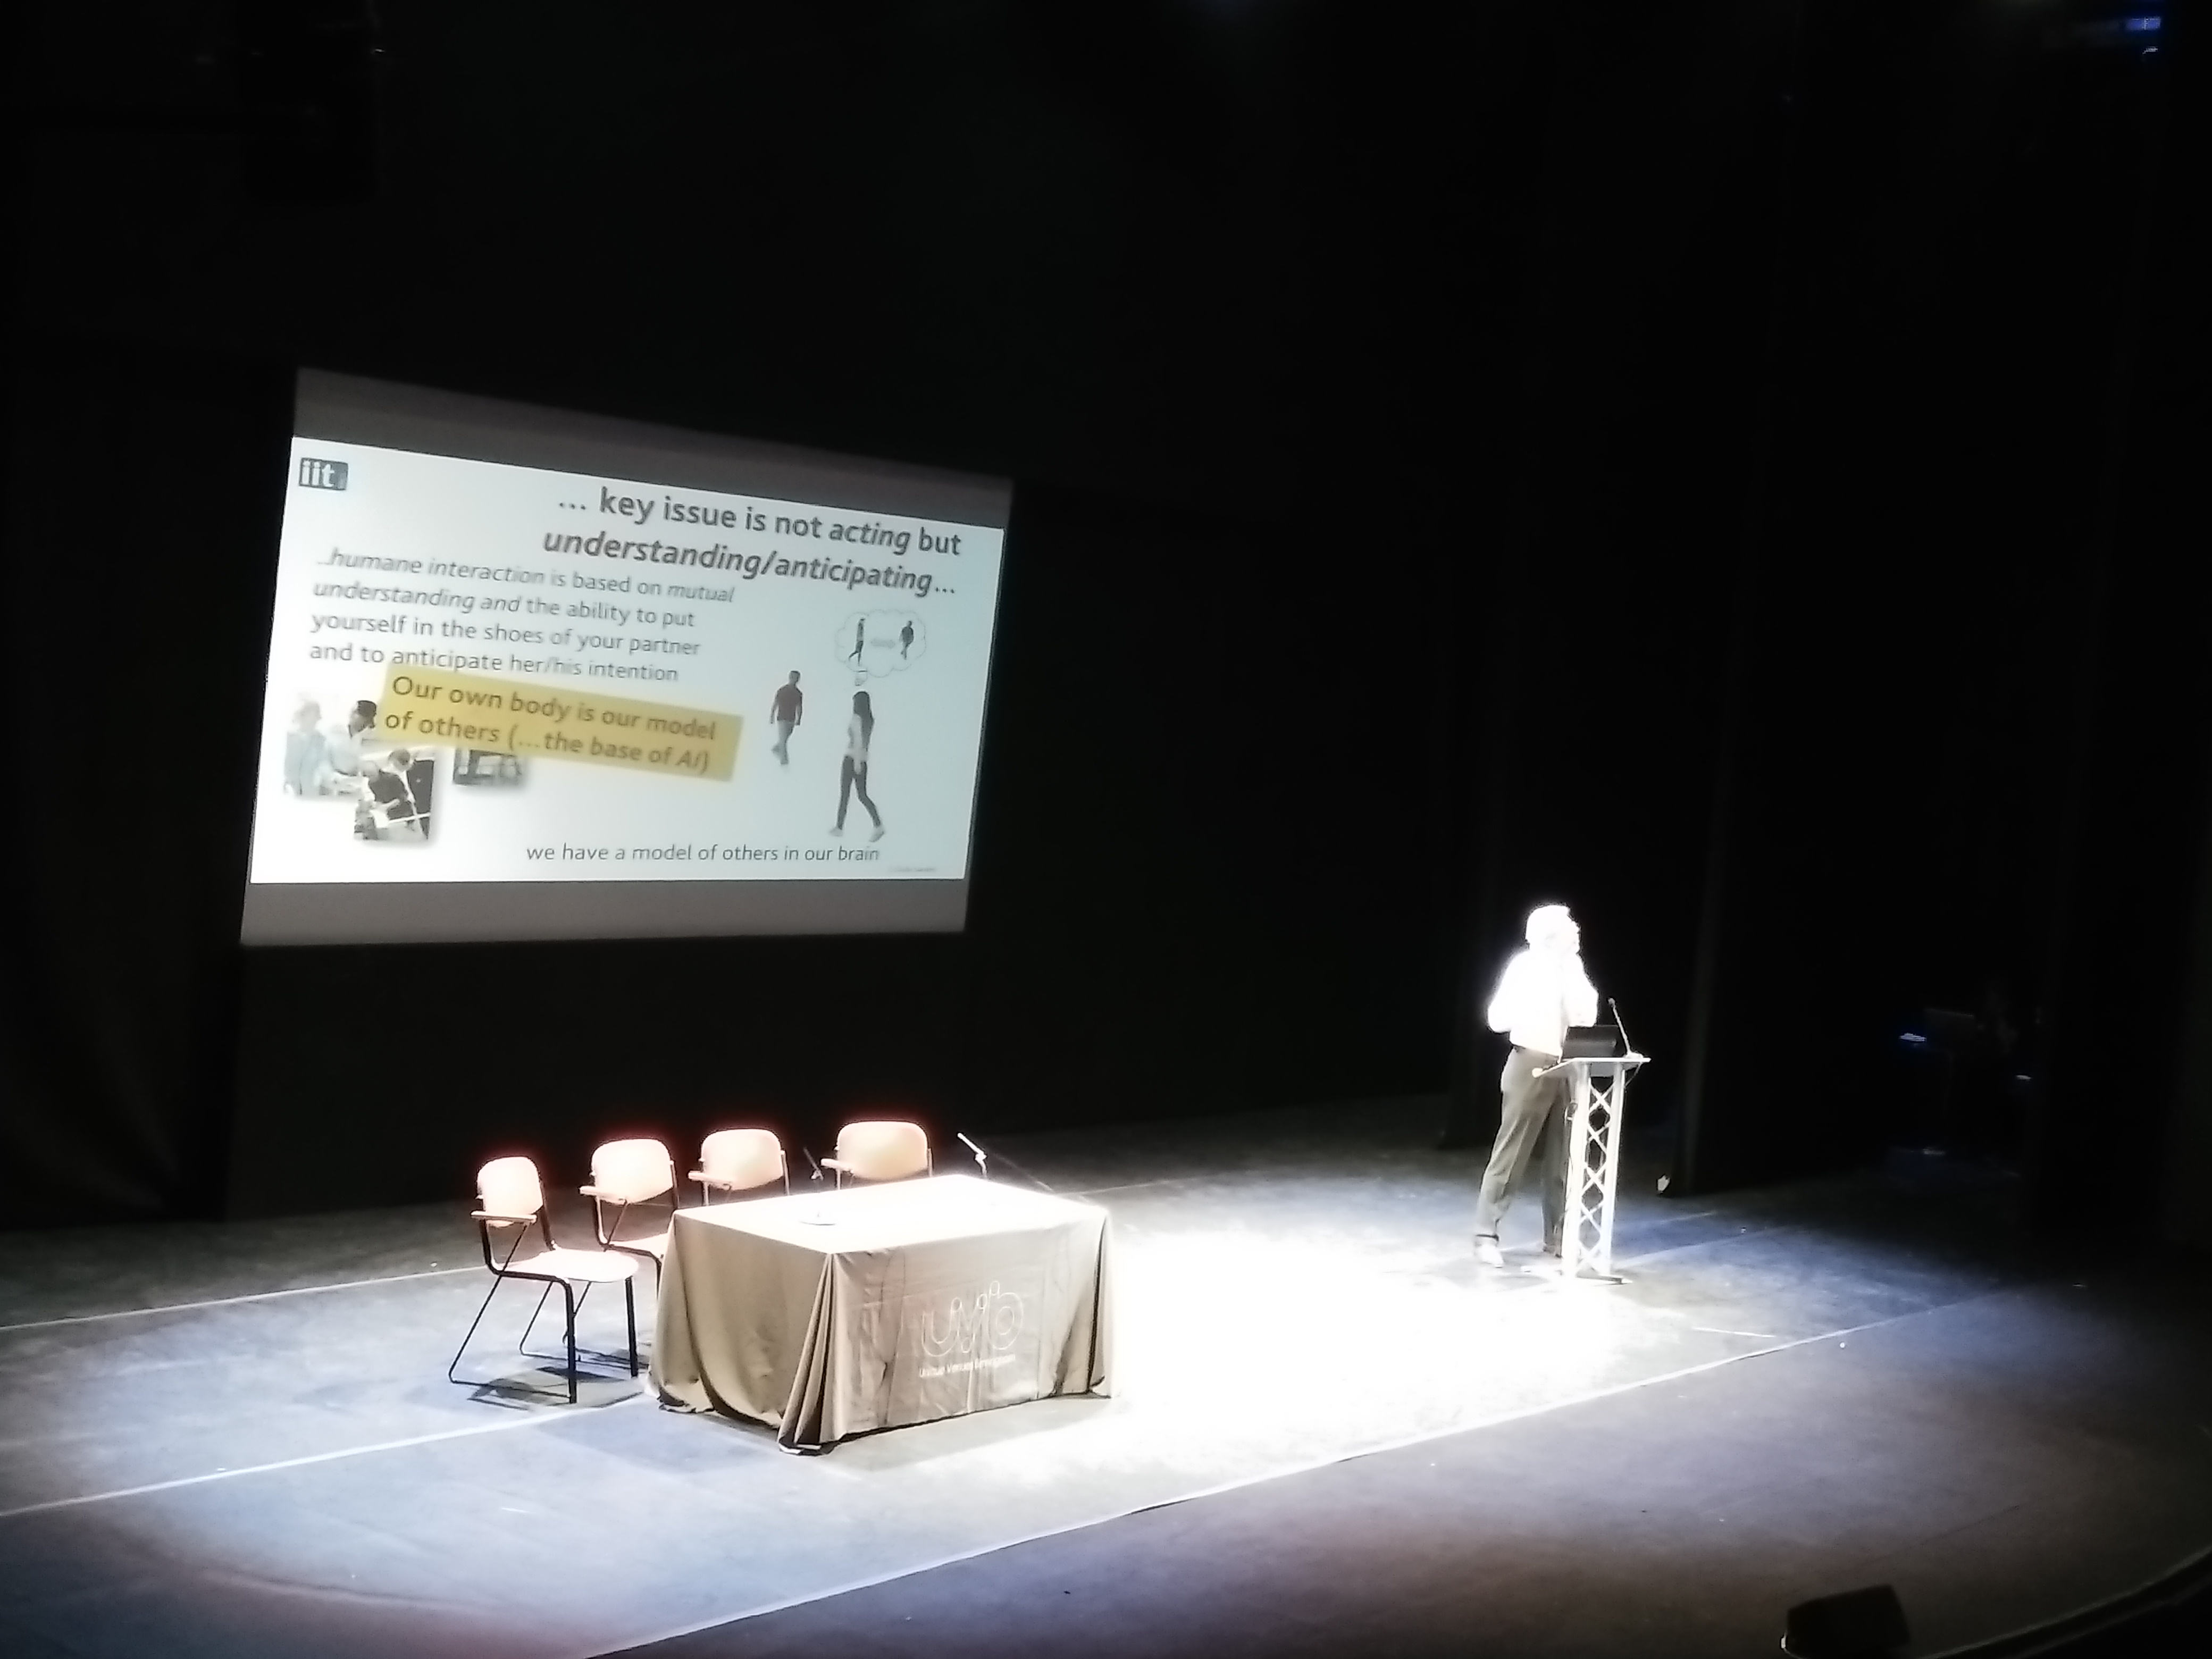 iit
... key issue is not acting but
understanding/anticipating...
...humane interaction is based on mutual
understanding and the ability to put
yourself in the shoes of your partner
and to anticipate her/his intention
Our own body is our model
of others (...the base of AI)
we have a model of others in our brain